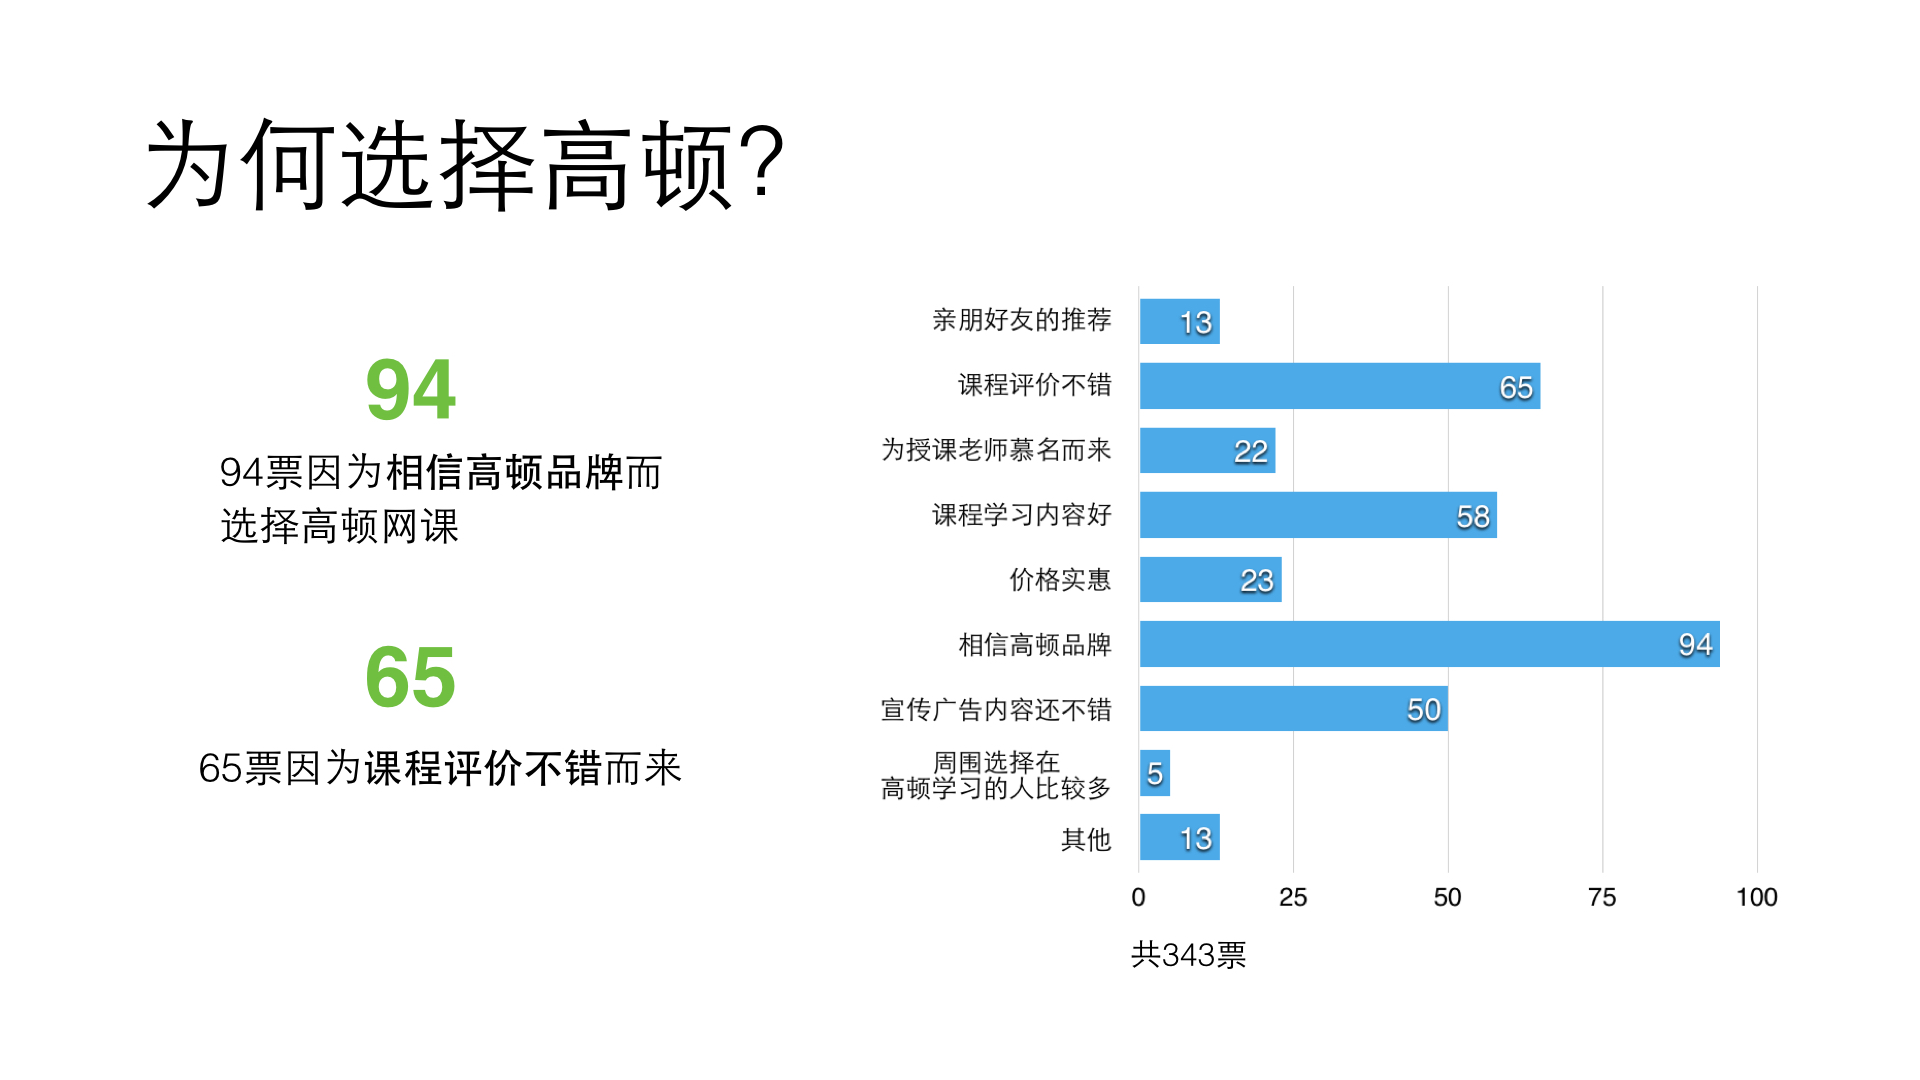 为何选择高顿？
94
94票因为相信高顿品牌而
选择高顿网课
65
65票因为课程评价不错而来
亲朋好友的推荐 13
课程评价不错 65
为授课老师慕名而来 22
课程学习内容好 58
价格实惠 23
相信高顿品牌 94
宣传广告内容还不错 50
周围选择在
高顿学习的人比较多 5
其他 13
0 25 50 75 100
共343票